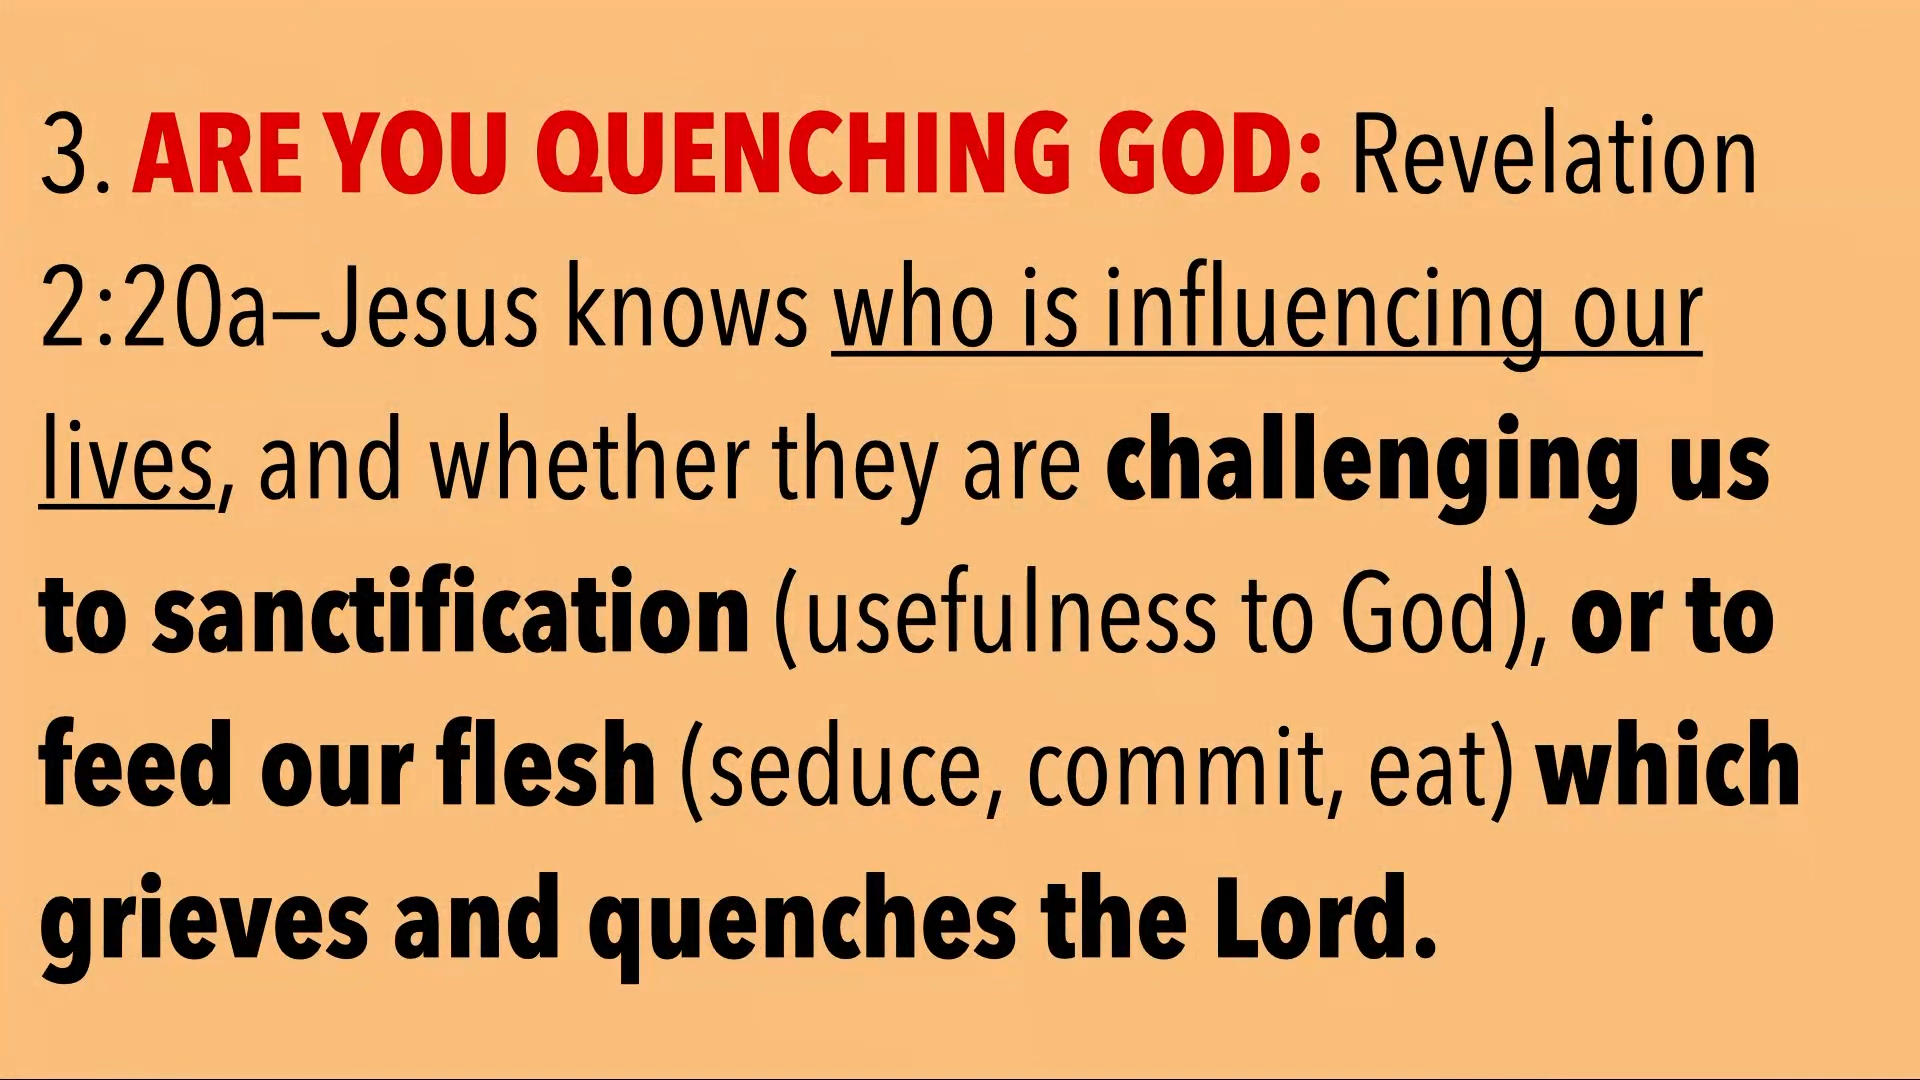 3. ARE YOU QUENCHING GOD: Revelation
2:20a–Jesus knows who is influencing our
lives, and whether they are challenging us
to sanctification (usefulness to God), or to
feed our flesh (seduce, commit, eat) which
grieves and quenches the Lord.